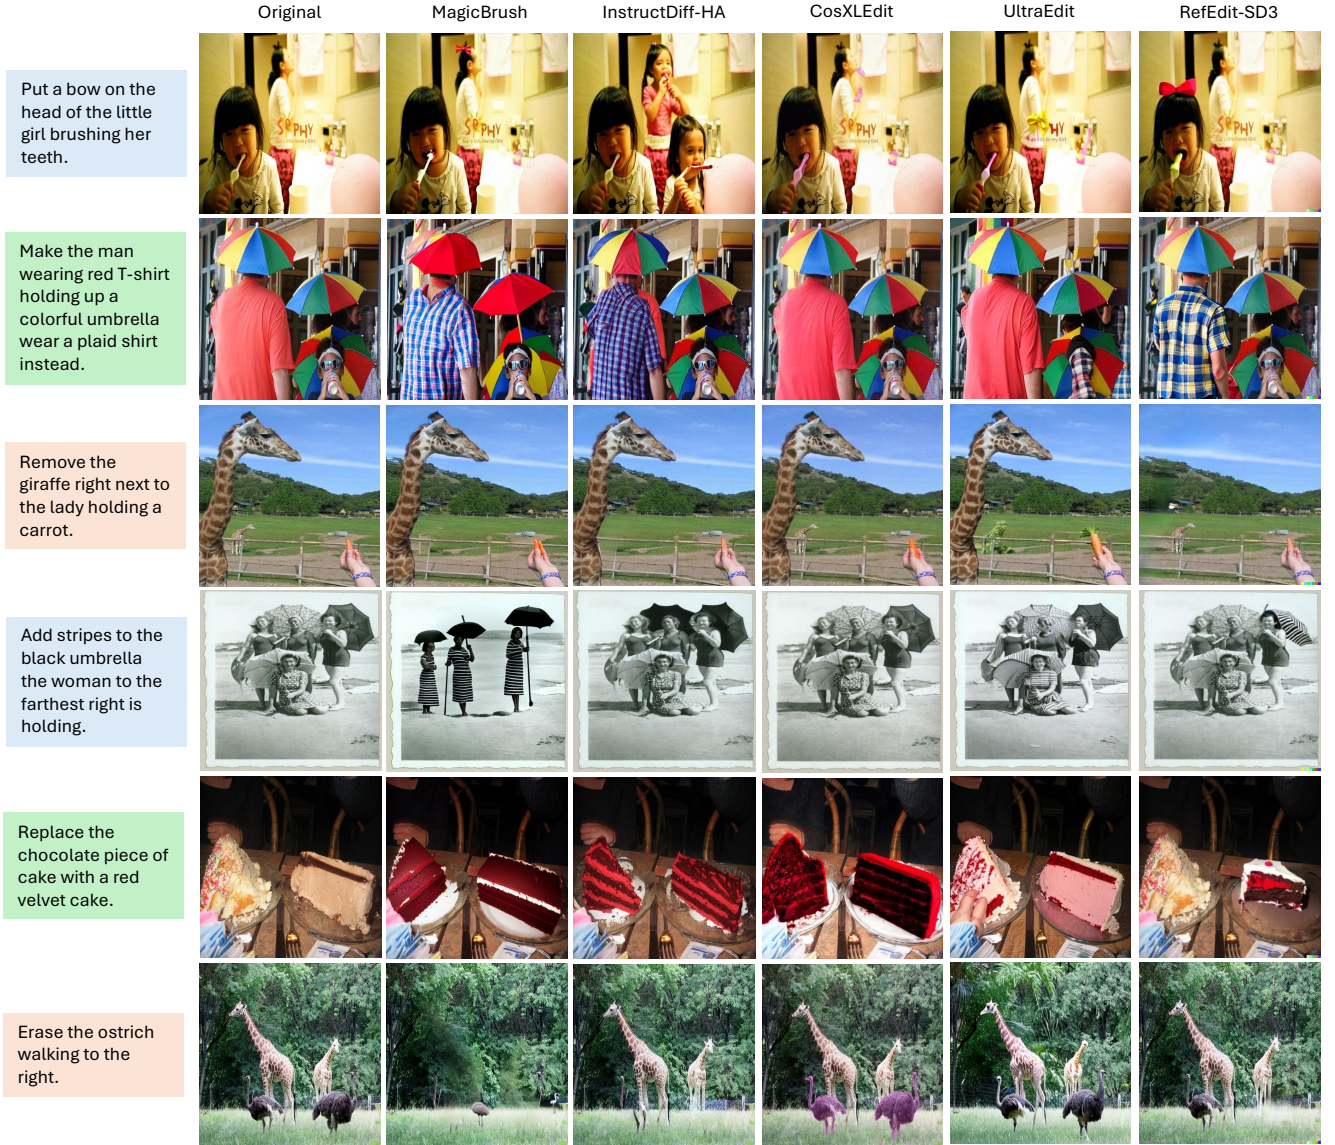 Original MagicBrush InstructDiff-HA CosXLEdit UltraEdit RefEdit-SD3
Put a bow on the
head of the little
girl brushing her
teeth.
Make the man
wearing red T-shirt
holding up a
colorful umbrella
wear a plaid shirt
instead.
Remove the
giraffe right next to
the lady holding a
carrot.
Add stripes to the
black umbrella
the woman to the
farthest right is
holding.
Replace the
chocolate piece of
cake with a red
velvet cake.
Erase the ostrich
walking to the
right.